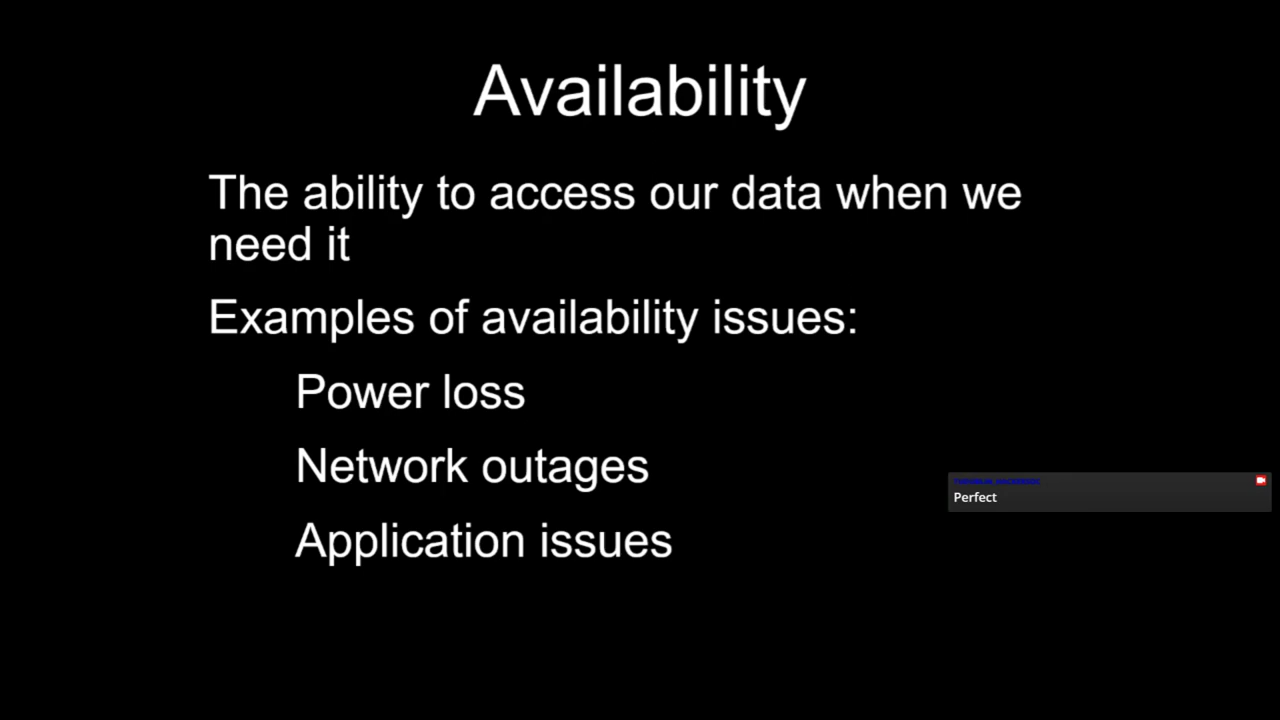 Availability
The ability to access our data when we
need it
Examples of availability issues:
Power loss
Network outages
Application issues
Perfect